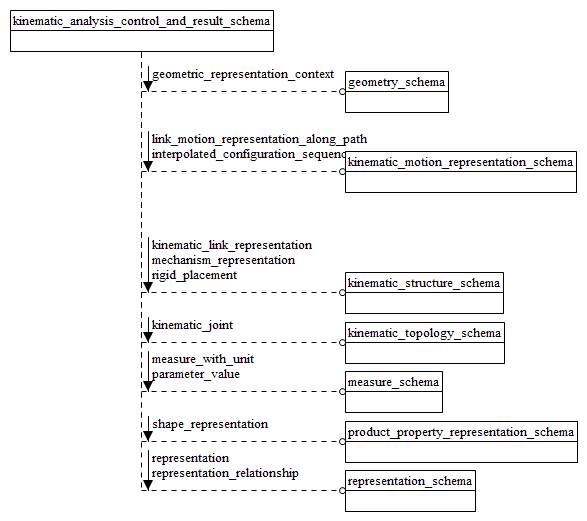 kinematic_analysis_control_and_result_schema
geometric_representation_context
geometry_schema
link_motion_representation_along_path
interpolated_configuration_sequence
kinematic_motion_representation_schema
kinematic_link_representation
mechanism_representation
rigid_placement
kinematic_structure_schema
kinematic_joint
kinematic_topology_schema
measure_with_unit
parameter_value
measure_schema
shape_representation
product_property_representation_schema
representation
representation_relationship
representation_schema